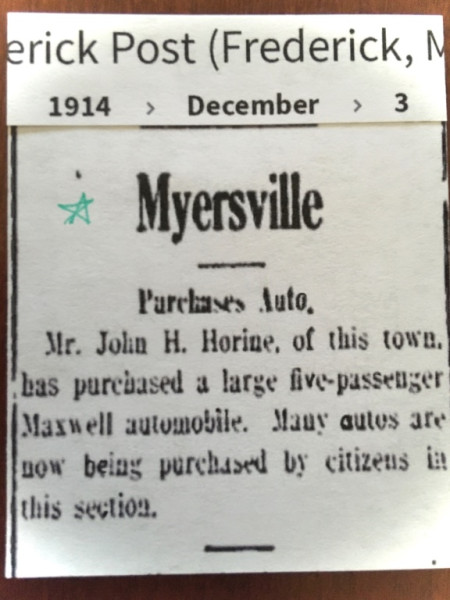 erick Post (Frederick, M
1914 > December > 3
Myersville
Purchases Auto.
Mr. John H. Horine, of this town,
has purchased a large five-passenger
Maxwell automobile. Many autos are
now being purchased by citizens in
this section.